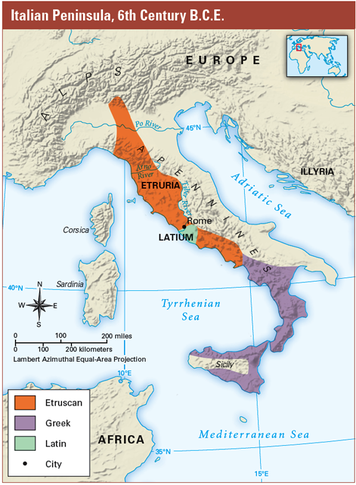 Italian Peninsula, 6th Century B.C.E.
EUROPE
ALPS
Po River
45°N
APENNINES
Arno
River
ETRURIA
Tiber River
ILLYRIA
Adriatic Sea
Rome
LATIUM
Corsica
Sardinia
40°N
N
W
E
S
Tyrrhenian
Sea
0 100 200 miles
0 100 200 kilometers
Lambert Azimuthal Equal-Area Projection
10°E
Sicily
Etruscan
Greek
Latin
City
AFRICA
Mediterranean Sea
35°N
15°E